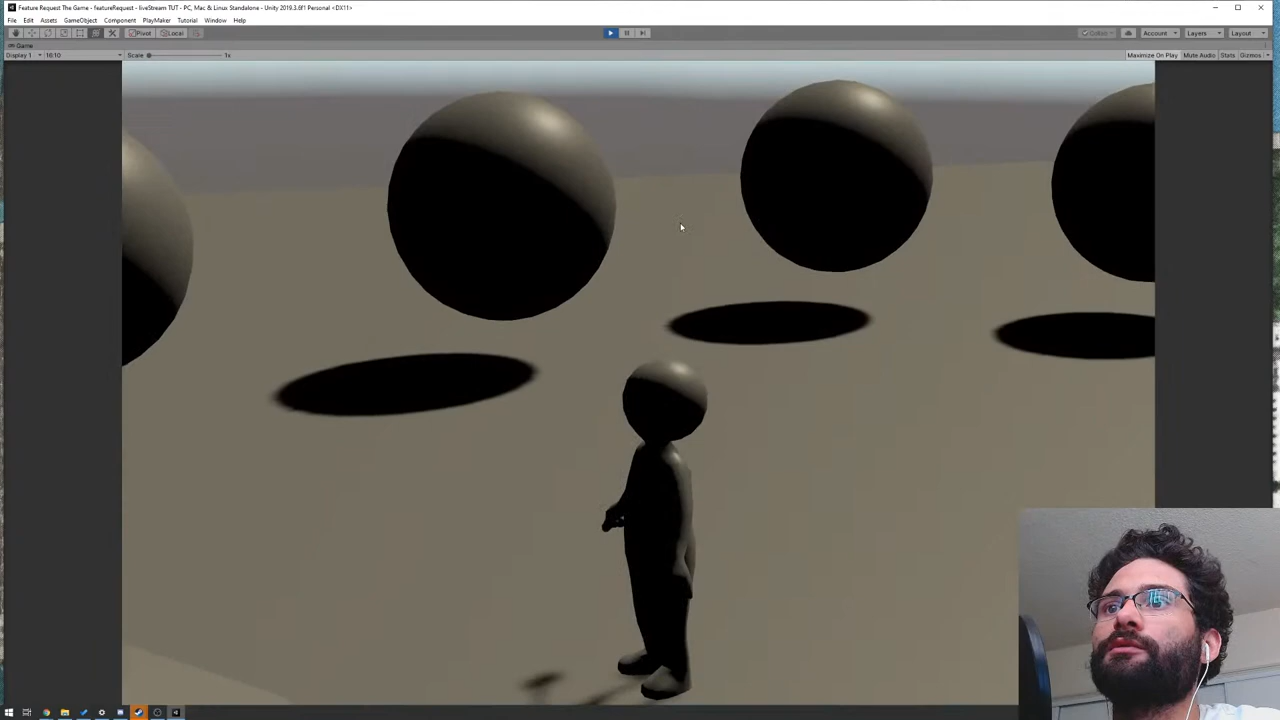 Feature Request The Game - featureRequest - liveStream TUT - PC, Mac & Linux Standalone - Unity 2019.3.6f1 Personal <DX11>
File Edit Assets GameObject Component PlayMaker Tutorial Window Help
Pivot Local Collab Account Layers Layout
Game
Display 1 16:10 Scale 1x Maximize On Play Mute Audio Stats Gizmos